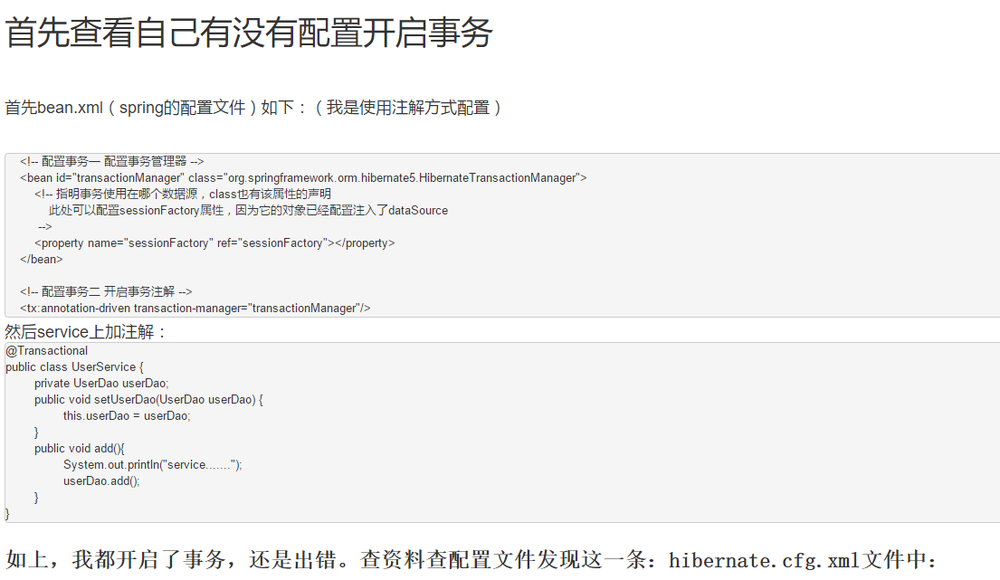 首先查看自己有没有配置开启事务
首先bean.xml（spring的配置文件）如下：（我是使用注解方式配置）
<!-- 配置事务一 配置事务管理器 -->
<bean id="transactionManager" class="org.springframework.orm.hibernate5.HibernateTransactionManager">
<!-- 指明事务使用在哪个数据源，class也有该属性的声明
此处可以配置sessionFactory属性，因为它的对象已经配置注入了dataSource
-->
<property name="sessionFactory" ref="sessionFactory"></property>
</bean>
<!-- 配置事务二 开启事务注解 -->
<tx:annotation-driven transaction-manager="transactionManager"/>
然后service上加注解：
@Transactional
public class UserService {
private UserDao userDao;
public void setUserDao(UserDao userDao) {
this.userDao = userDao;
}
public void add(){
System.out.println("service.......");
userDao.add();
}
}
如上，我都开启了事务，还是出错。查资料查配置文件发现这一条：hibernate.cfg.xml文件中：